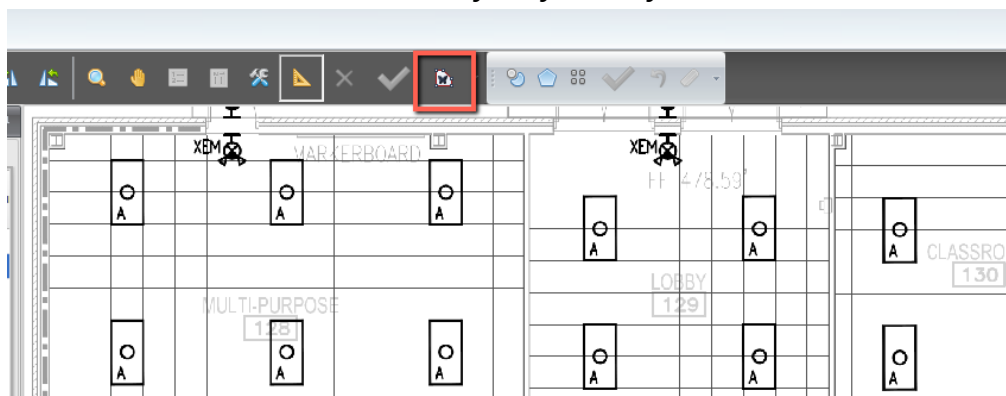 XEM
MARKERBOARD
XEM
FF 478.59'
A
A
A
A
A
A
CLASSRO
130
LOBBY
129
MULTI-PURPOSE
128
A
A
A
A
A
A